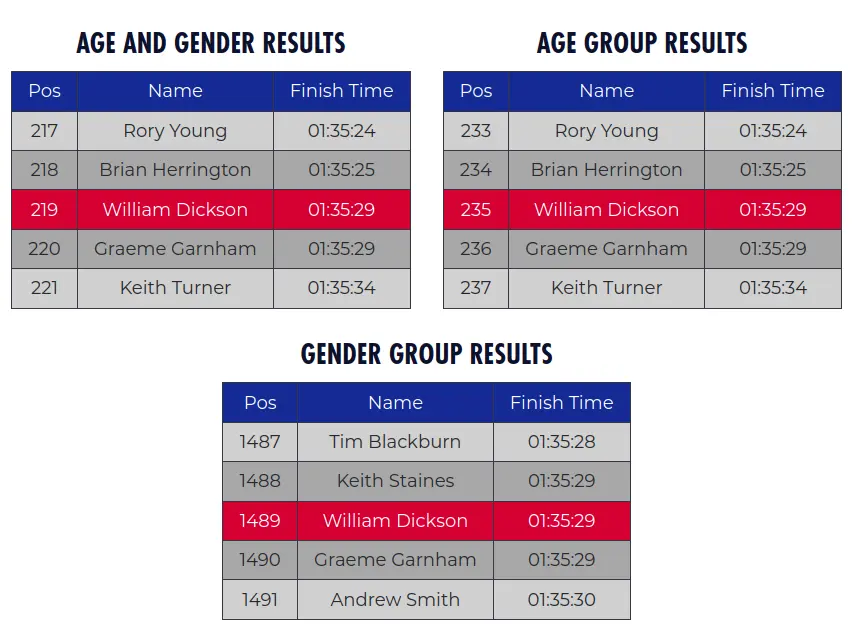 AGE AND GENDER RESULTS
Pos Name Finish Time
217 Rory Young 01:35:24
218 Brian Herrington 01:35:25
219 William Dickson 01:35:29
220 Graeme Garnham 01:35:29
221 Keith Turner 01:35:34
AGE GROUP RESULTS
Pos Name Finish Time
233 Rory Young 01:35:24
234 Brian Herrington 01:35:25
235 William Dickson 01:35:29
236 Graeme Garnham 01:35:29
237 Keith Turner 01:35:34
GENDER GROUP RESULTS
Pos Name Finish Time
1487 Tim Blackburn 01:35:28
1488 Keith Staines 01:35:29
1489 William Dickson 01:35:29
1490 Graeme Garnham 01:35:29
1491 Andrew Smith 01:35:30